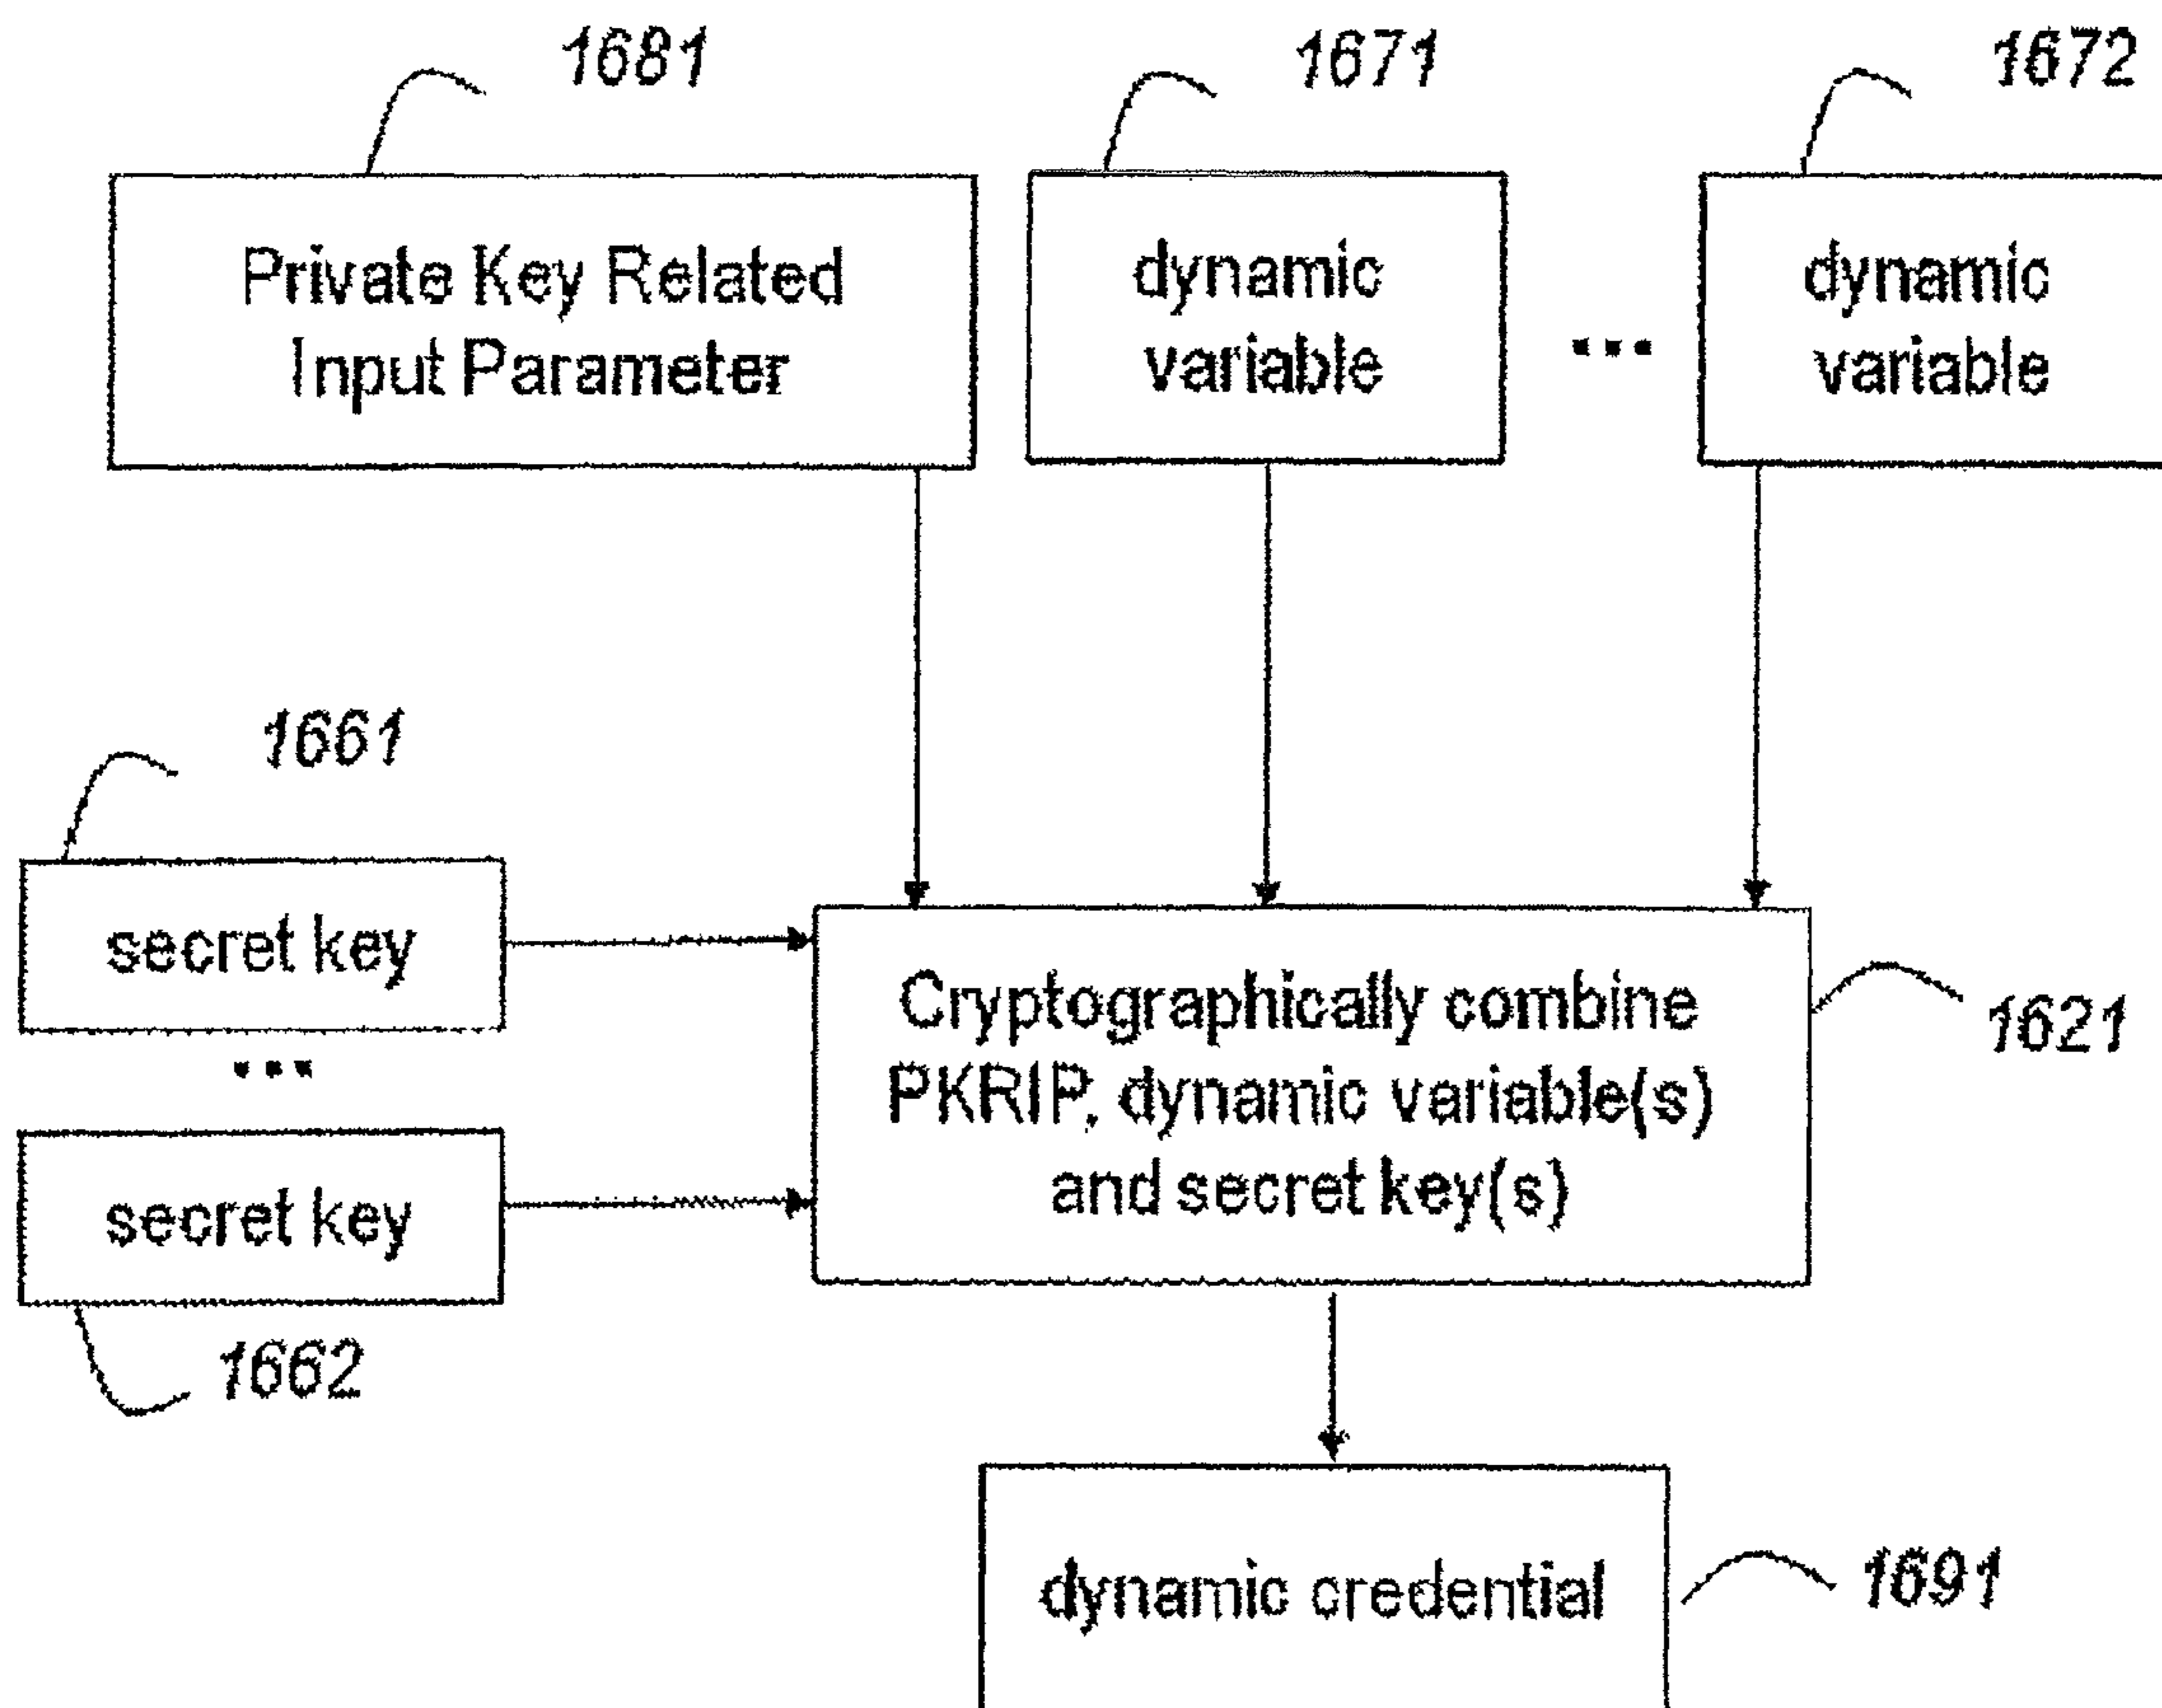 1681
1671
1672
Private Key Related
Input Parameter
dynamic
variable
...
dynamic
variable
1661
secret key
...
secret key
1662
Cryptographically combine
PKRIP, dynamic variable(s)
and secret key(s)
1621
dynamic credential
1691